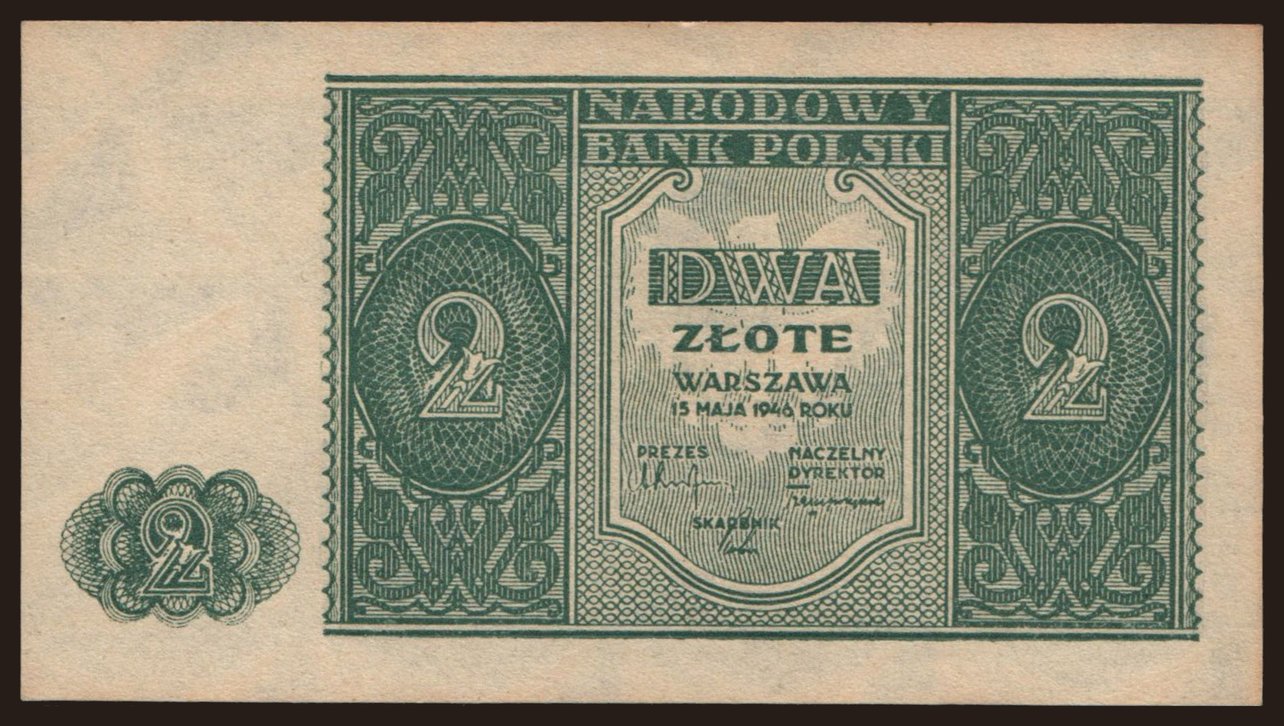 NARODOWY
BANK POLSKI
DWA
ZŁOTE
WARSZAWA
15 MAJA 1946 ROKU
PREZES
NACZELNY
DYREKTOR
SKARBNIK
2
2
2